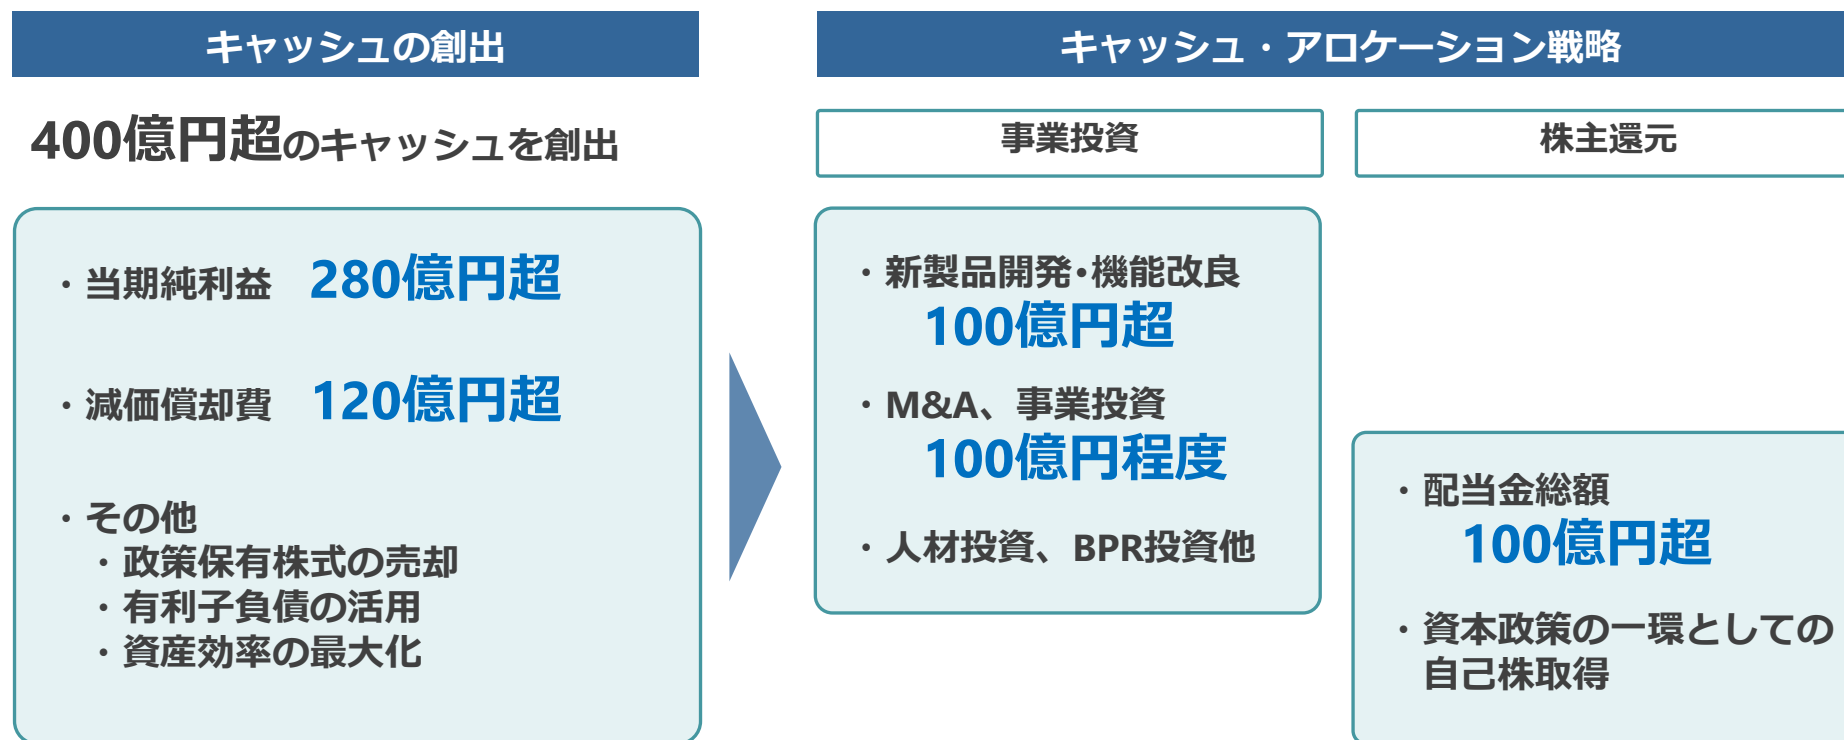 キャッシュの創出
400億円超のキャッシュを創出
・当期純利益 280億円超
・減価償却費 120億円超
・その他
・政策保有株式の売却
・有利子負債の活用
・資産効率の最大化
キャッシュ・アロケーション戦略
事業投資
・新製品開発・機能改良
100億円超
・M&A、事業投資
100億円程度
・人材投資、BPR投資他
株主還元
・配当金総額
100億円超
・資本政策の一環としての
自己株取得